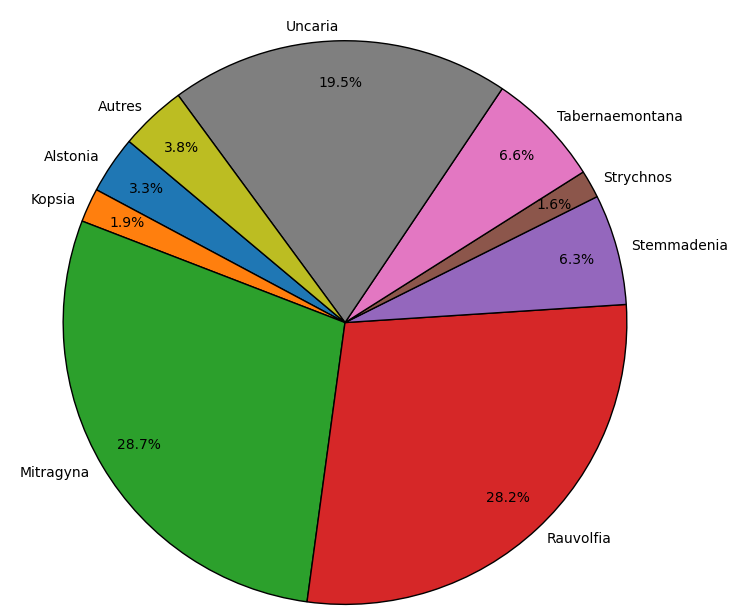 Uncaria
19.5%
Autres
3.8%
Tabernaemontana
6.6%
Alstonia
3.3%
Strychnos
1.6%
Kopsia
1.9%
Stemmadenia
6.3%
Mitragyna
28.7%
Rauvolfia
28.2%